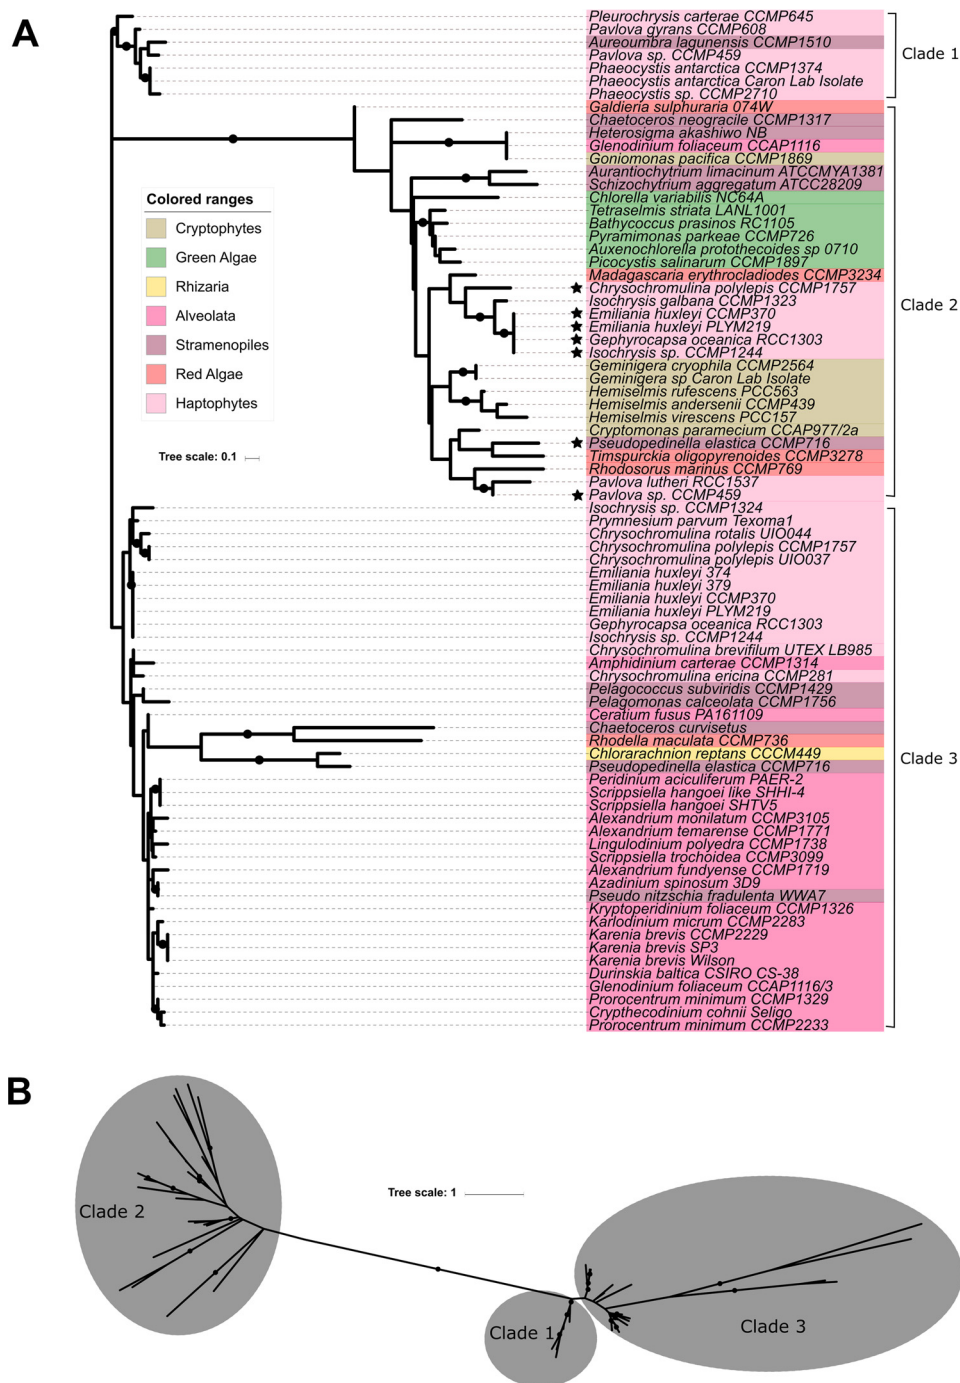 A
Pleurochrysis carterae CCMP645
Pavlova gyrans CCMP608
Aureoumbra lagunensis CCMP1510
Pavlova sp. CCMP459
Phaeocystis antarctica CCMP1374
Phaeocystis antarctica Caron Lab Isolate
Phaeocystis sp. CCMP2710
Clade 1
Galdieria sulphuraria 074W
Chaetoceros neogracile CCMP1317
Heterosigma akashiwo NB
Glenodinium foliaceum CCAP1116
Goniomonas pacifica CCMP1869
Aurantiochytrium limacinum ATCCMYA1381
Schizochytrium aggregatum ATCC28209
Chlorella variabilis NC64A
Tetraselmis striata LANL1001
Bathycoccus prasinos RC1105
Pyramimonas parkeae CCMP726
Auxenochlorella protothecoides sp 0710
Picocystis salinarum CCMP1897
Madagascaria erythrocladiodes CCMP3234
Chrysochromulina polylepis CCMP1757
Isochrysis galbana CCMP1323
Emiliania huxleyi CCMP370
Emiliania huxleyi PLYM219
Gephyrocapsa oceanica RCC1303
Isochrysis sp. CCMP1244
Geminigera cryophila CCMP2564
Geminigera sp Caron Lab Isolate
Hemiselmis rufescens PCC563
Hemiselmis andersenii CCMP439
Hemiselmis virescens PCC157
Cryptomonas paramecium CCAP977/2a
Pseudopedinella elastica CCMP716
Timspurckia oligopyrenoides CCMP3278
Rhodosorus marinus CCMP769
Pavlova lutheri RCC1537
Pavlova sp. CCMP459
Clade 2
Colored ranges
Cryptophytes
Green Algae
Rhizaria
Alveolata
Stramenopiles
Red Algae
Haptophytes
Tree scale: 0.1
Isochrysis sp. CCMP1324
Prymnesium parvum Texoma1
Chrysochromulina rotalis UIO044
Chrysochromulina polylepis CCMP1757
Chrysochromulina polylepis UIO037
Emiliania huxleyi 374
Emiliania huxleyi 379
Emiliania huxleyi CCMP370
Emiliania huxleyi PLYM219
Gephyrocapsa oceanica RCC1303
Isochrysis sp. CCMP1244
Chrysochromulina brevifilum UTEX LB985
Amphidinium carterae CCMP1314
Chrysochromulina ericina CCMP281
Pelagococcus subviridis CCMP1429
Pelagomonas calceolata CCMP1756
Ceratium fusus PA161109
Chaetoceros curvisetus
Rhodella maculata CCMP736
Chlorarachnion reptans CCCM449
Pseudopedinella elastica CCMP716
Peridinium aciculiferum PAER-2
Scrippsiella hangoei like SHHI-4
Scrippsiella hangoei SHTV5
Alexandrium monilatum CCMP3105
Alexandrium temarense CCMP1771
Lingulodinium polyedra CCMP1738
Scrippsiella trochoidea CCMP3099
Alexandrium fundyense CCMP1719
Azadinium spinosum 3D9
Pseudo nitzschia fradulenta WWA7
Kryptoperidinium foliaceum CCMP1326
Karlodinium micrum CCMP2283
Karenia brevis CCMP2229
Karenia brevis SP3
Karenia brevis Wilson
Durinskia baltica CSIRO CS-38
Glenodinium foliaceum CCAP1116/3
Prorocentrum minimum CCMP1329
Crypthecodinium cohnii Seligo
Prorocentrum minimum CCMP2233
Clade 3
B
Tree scale: 1
Clade 2
Clade 1
Clade 3